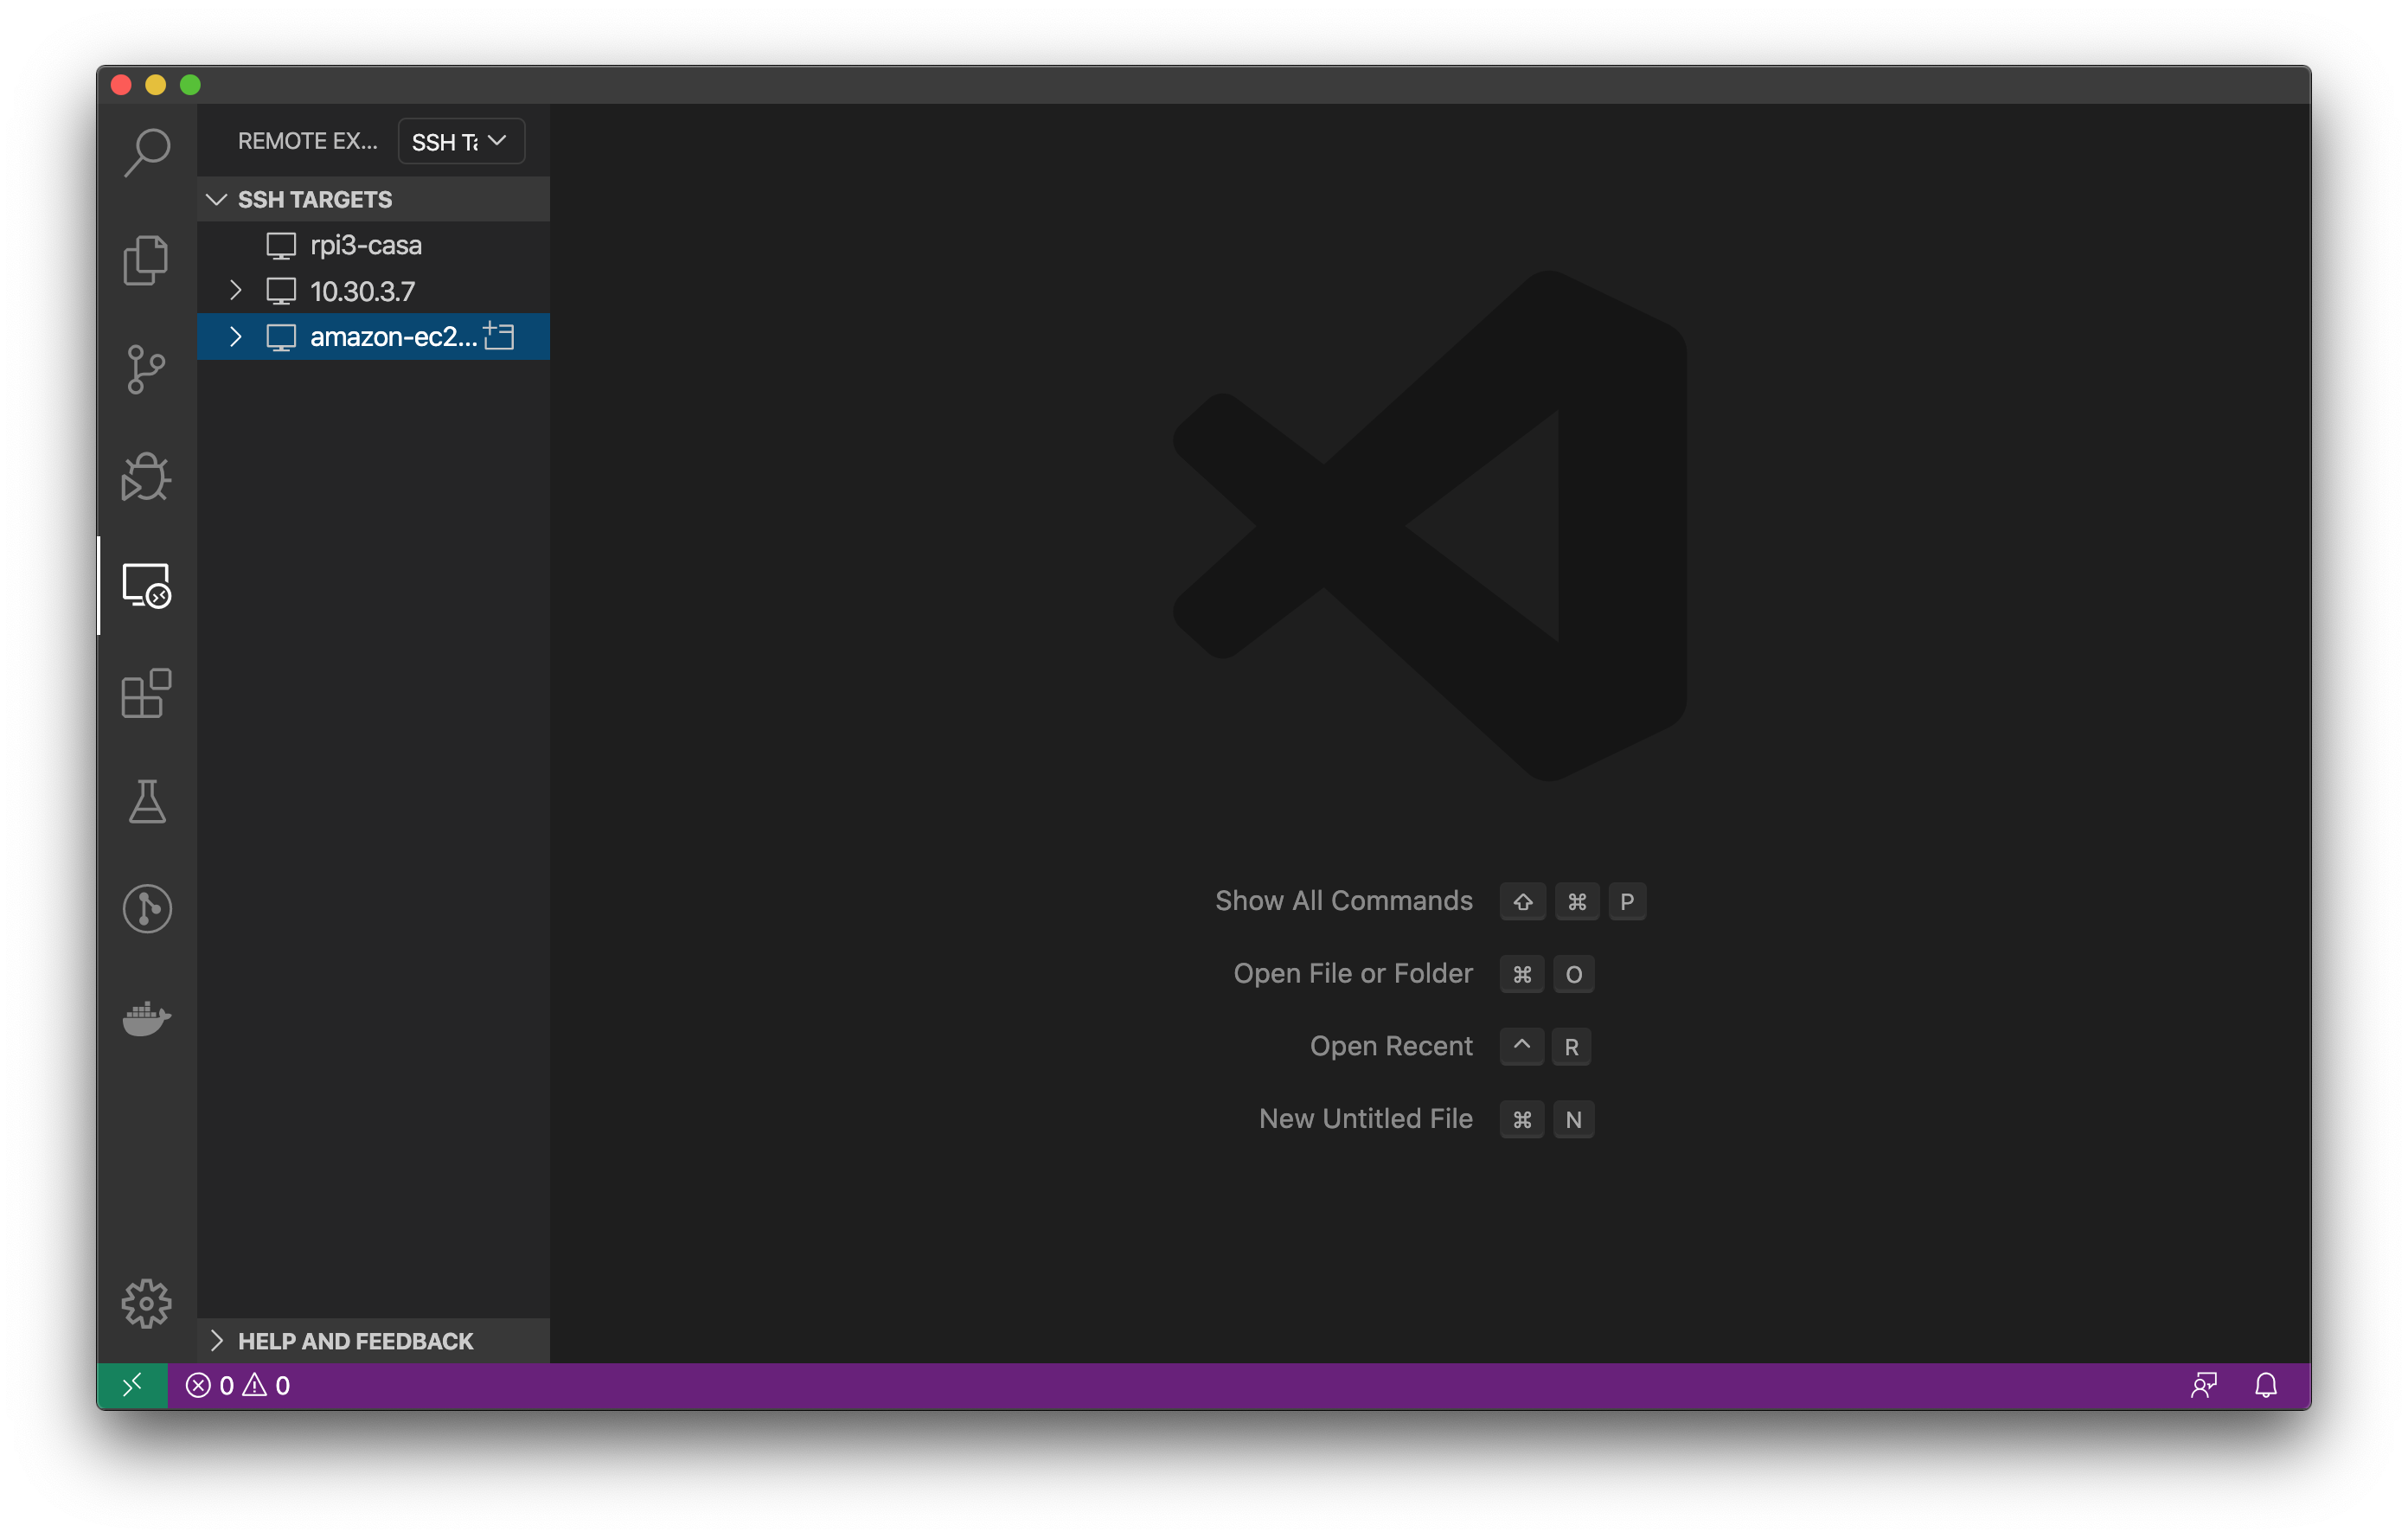 REMOTE EX... SSH Ta
SSH TARGETS
rpi3-casa
10.30.3.7
amazon-ec2...
Show All Commands ⇧ ⌘ P
Open File or Folder ⌘ O
Open Recent ^ R
New Untitled File ⌘ N
HELP AND FEEDBACK
0 0